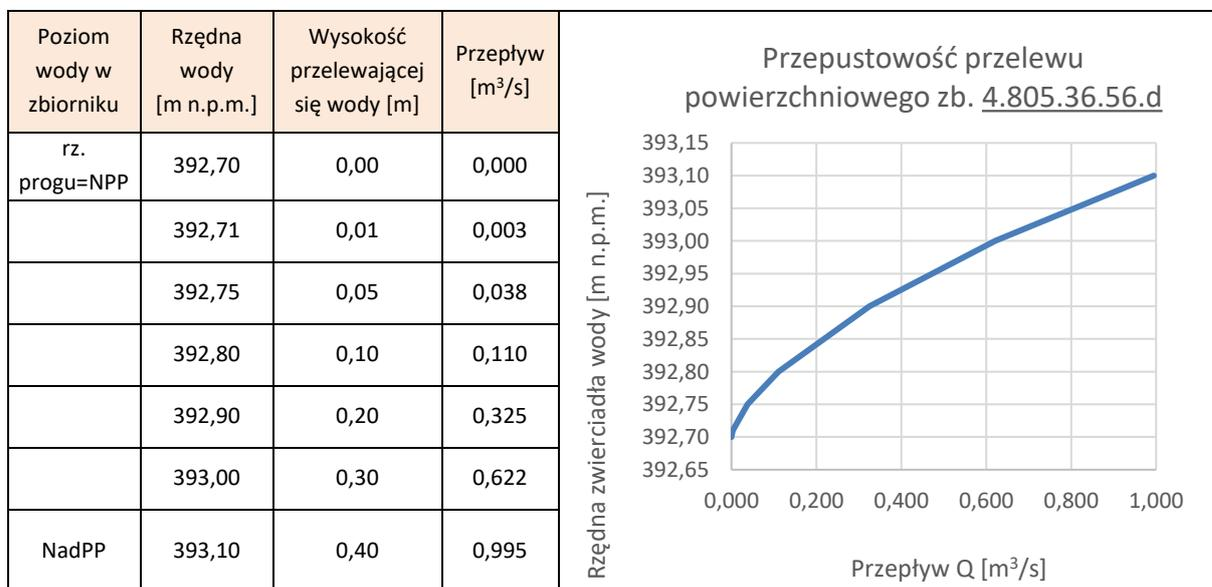 Poziom
wody w
zbiorniku
Rzędna
wody
[m n.p.m.]
Wysokość
przelewającej
się wody [m]
Przepływ
[m³/s]
rz.
progu=NPP
392,70
0,00
0,000
392,71
0,01
0,003
392,75
0,05
0,038
392,80
0,10
0,110
392,90
0,20
0,325
393,00
0,30
0,622
NadPP
393,10
0,40
0,995
Przepustowość przelewu
powierzchniowego zb. 4.805.36.56.d
Rzędna zwierciadła wody [m n.p.m.]
393,15
393,10
393,05
393,00
392,95
392,90
392,85
392,80
392,75
392,70
392,65
0,000 0,200 0,400 0,600 0,800 1,000
Przepływ Q [m³/s]